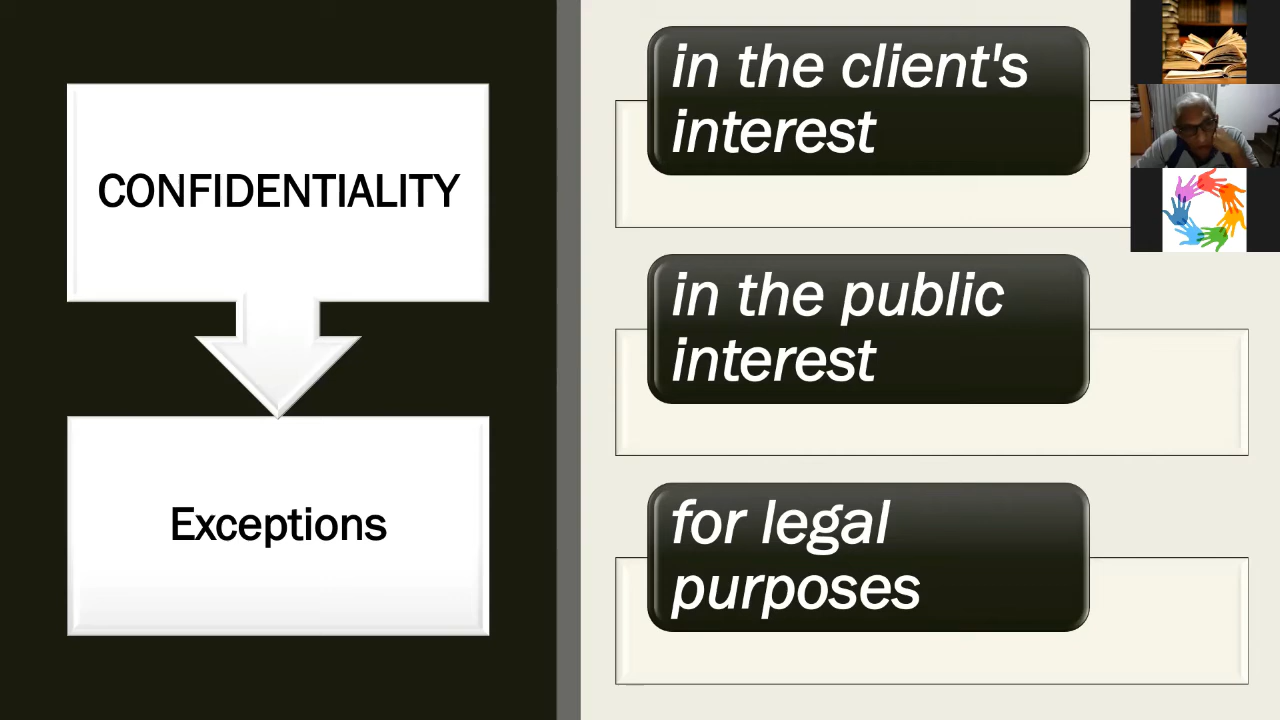 CONFIDENTIALITY
Exceptions
in the client's
interest
in the public
interest
for legal
purposes